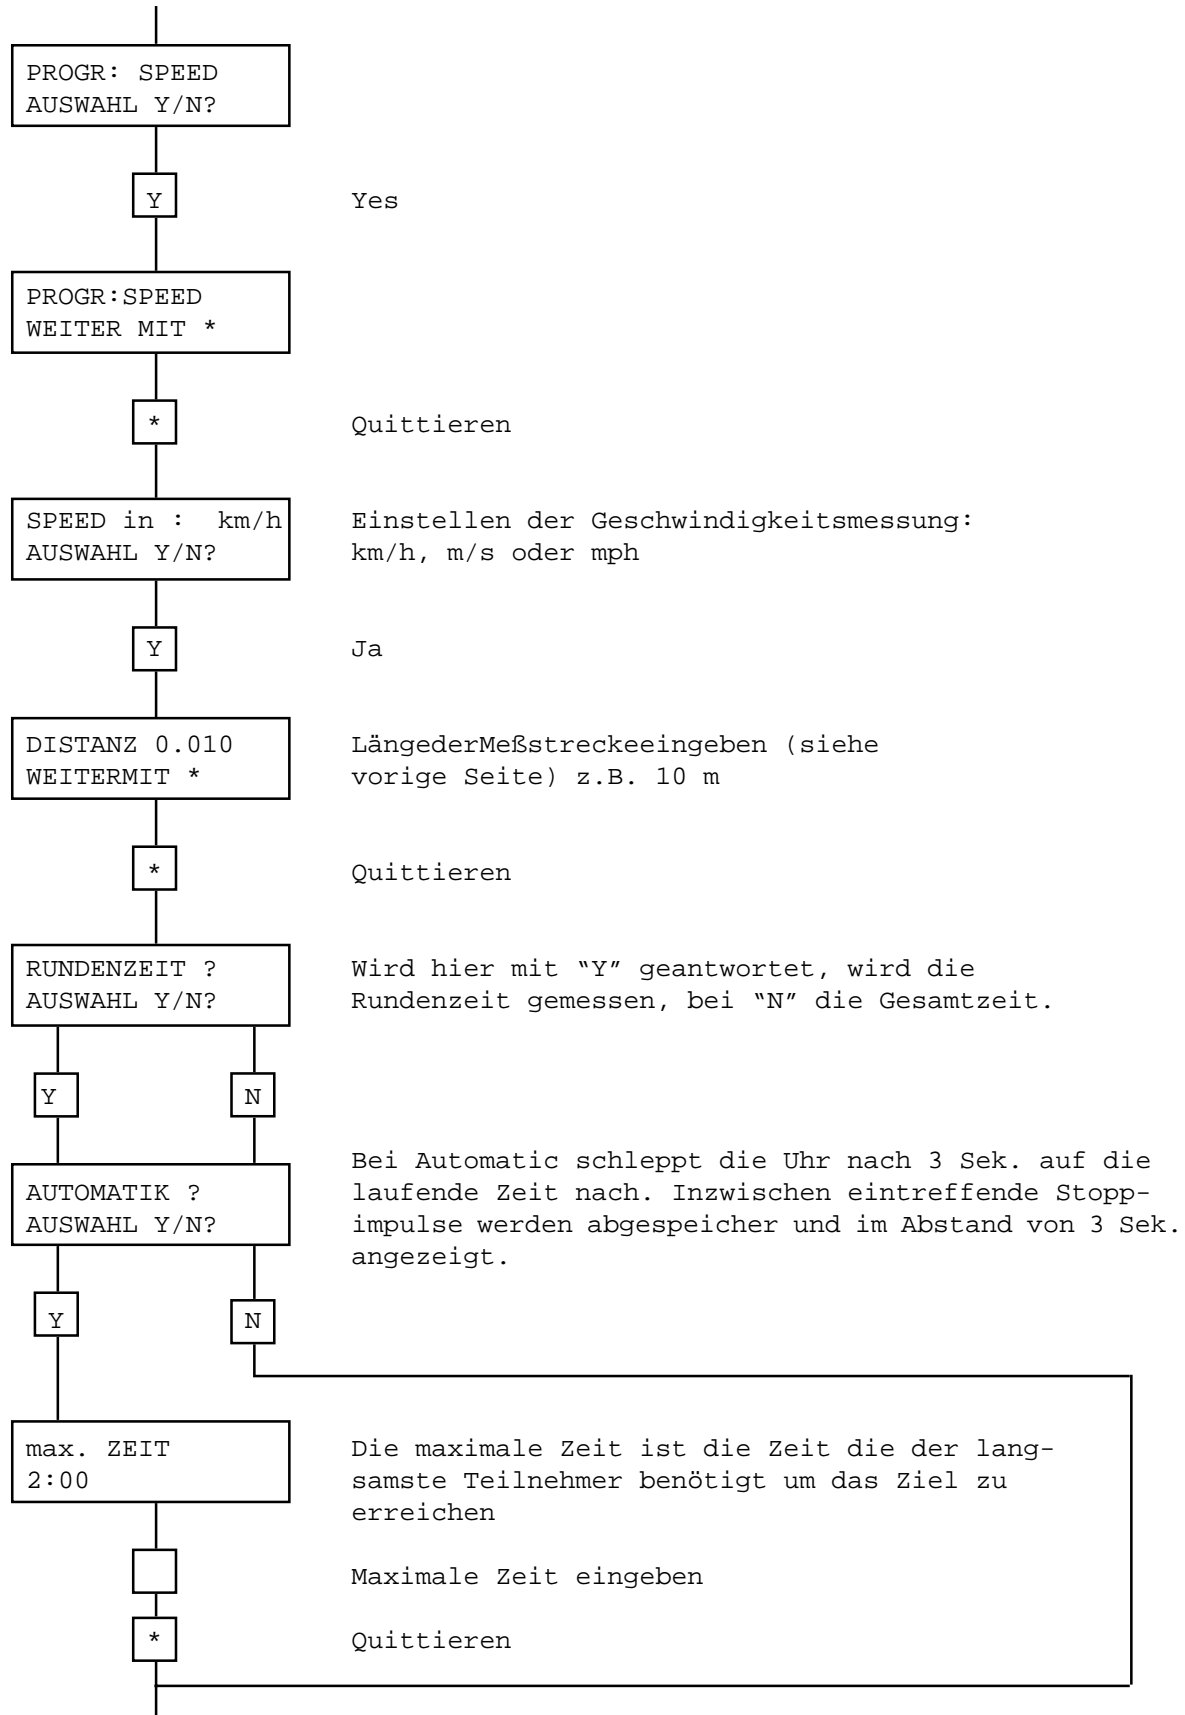 PROGR: SPEED
AUSWAHL Y/N?
Y
Yes
PROGR:SPEED
WEITER MIT *
*
Quittieren
SPEED in : km/h
AUSWAHL Y/N?
Einstellen der Geschwindigkeitsmessung:
km/h, m/s oder mph
Y
Ja
DISTANZ 0.010
WEITERMIT *
LängederMeßstreckeeingeben (siehe
vorige Seite) z.B. 10 m
*
Quittieren
RUNDENZEIT ?
AUSWAHL Y/N?
Wird hier mit “Y” geantwortet, wird die
Rundenzeit gemessen, bei “N” die Gesamtzeit.
Y
N
AUTOMATIK ?
AUSWAHL Y/N?
Bei Automatic schleppt die Uhr nach 3 Sek. auf die
laufende Zeit nach. Inzwischen eintreffende Stopp-
impulse werden abgespeicher und im Abstand von 3 Sek.
angezeigt.
Y
N
max. ZEIT
2:00
Die maximale Zeit ist die Zeit die der lang-
samste Teilnehmer benötigt um das Ziel zu
erreichen
Maximale Zeit eingeben
*
Quittieren